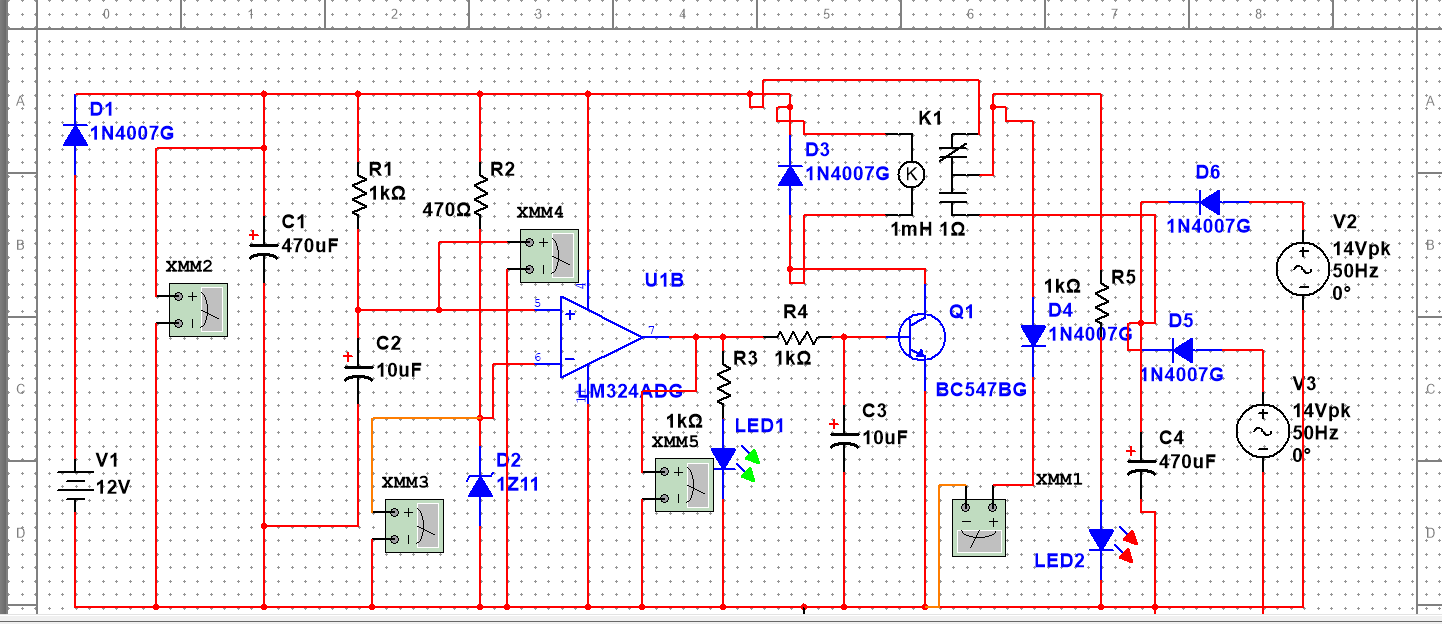 0 1 2 3 4 5 6 7 8
A A
D1
1N4007G
K1
D3
1N4007G
K
R1
1kΩ
R2
470Ω
D6
1N4007G
XMM4
B B
C1
470uF
1mH 1Ω
V2
14Vpk
50Hz
0°
XMM2
U1B
4
5
6
7
11
LM324ADG
R4
1kΩ
Q1
BC547BG
1kΩ
R5
D4
1N4007G
D5
1N4007G
C2
10uF
R3
1kΩ
C C
V3
14Vpk
50Hz
0°
C3
10uF
LED1
XMM5
C4
470uF
V1
12V
D2
1Z11
XMM3
XMM1
D D
LED2